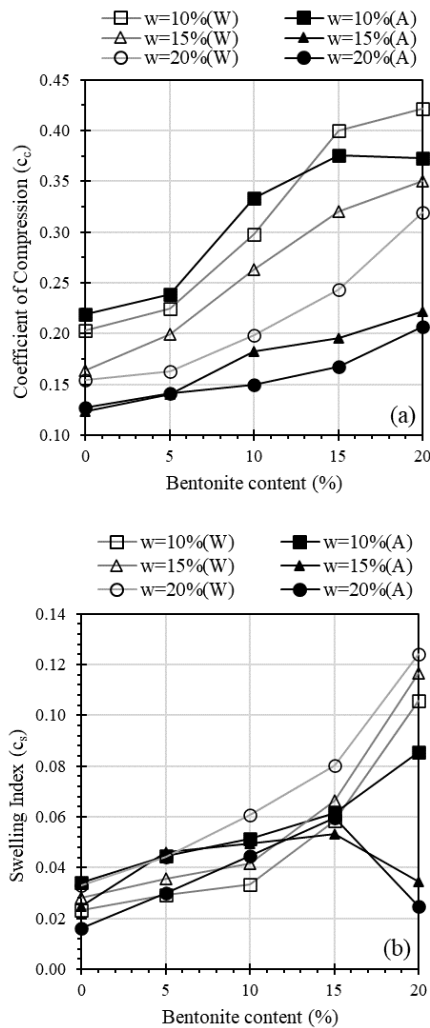 w=10%(W) w=10%(A)
w=15%(W) w=15%(A)
w=20%(W) w=20%(A)
0.45
0.40
0.35
0.30
0.25
0.20
0.15
0.10
Coefficient of Compression (cc)
(a)
0 5 10 15 20
Bentonite content (%)
w=10%(W) w=10%(A)
w=15%(W) w=15%(A)
w=20%(W) w=20%(A)
0.14
0.12
0.10
0.08
0.06
0.04
0.02
0.00
Swelling Index (cs)
(b)
0 5 10 15 20
Bentonite content (%)